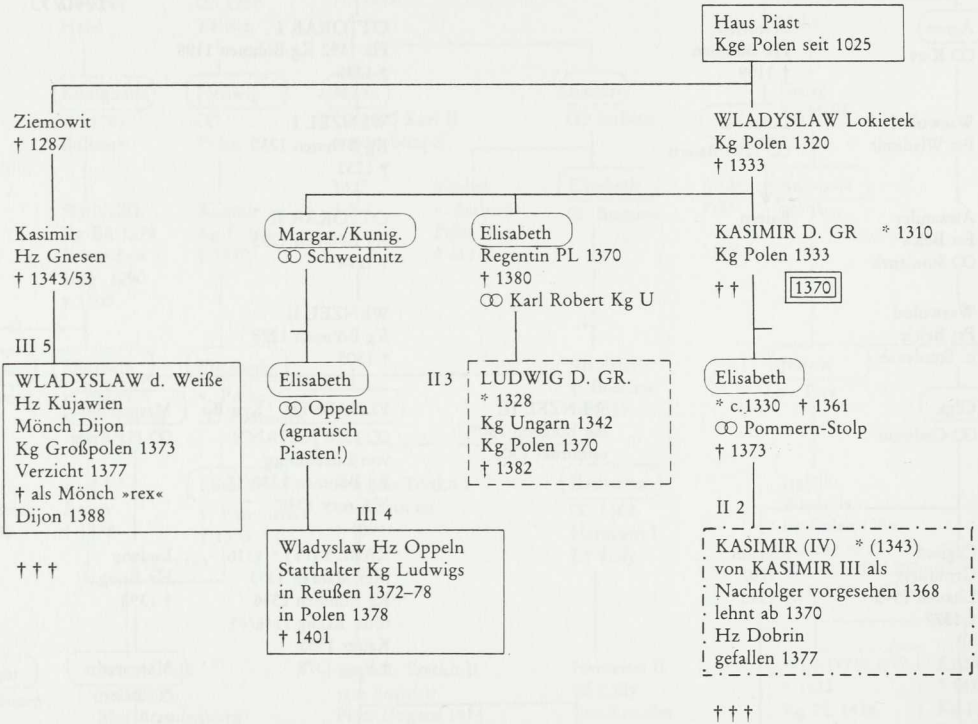 Haus Piast
Kge Polen seit 1025
Ziemowit
† 1287
WLADYSLAW Lokietek
Kg Polen 1320
† 1333
Kasimir
Hz Gnesen
† 1343/53
Margar./Kunig.
⚭ Schweidnitz
Elisabeth
Regentin PL 1370
† 1380
⚭ Karl Robert Kg U
KASIMIR D. GR * 1310
Kg Polen 1333
† † 1370
III 5
WLADYSLAW d. Weiße
Hz Kujawien
Mönch Dijon
Kg Großpolen 1373
Verzicht 1377
† als Mönch »rex«
Dijon 1388
† † †
Elisabeth
⚭ Oppeln
(agnatisch
Piasten!)
III 4
Wladyslaw Hz Oppeln
Statthalter Kg Ludwigs
in Reußen 1372–78
in Polen 1378
† 1401
II 3
LUDWIG D. GR.
* 1328
Kg Ungarn 1342
Kg Polen 1370
† 1382
Elisabeth
* c.1330 † 1361
⚭ Pommern-Stolp
† 1373
II 2
KASIMIR (IV) * (1343)
von KASIMIR III als
Nachfolger vorgesehen 1368
lehnt ab 1370
Hz Dobrin
gefallen 1377
† † †